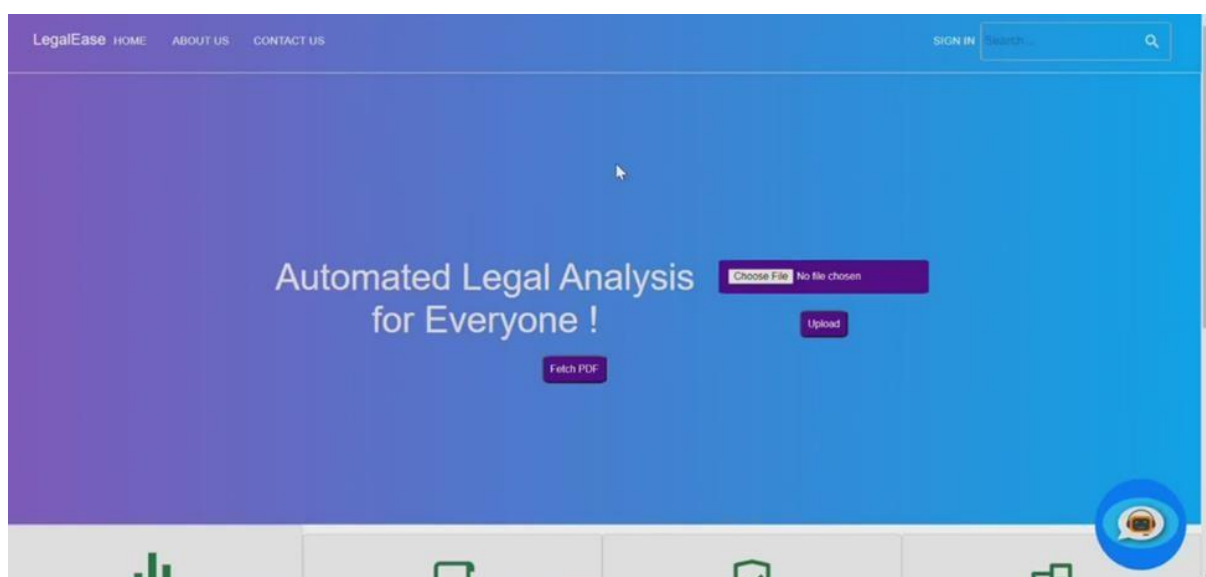 LegalEase HOME ABOUT US CONTACT US SIGN IN Search...
Automated Legal Analysis
for Everyone !
Choose File No file chosen
Upload
Fetch PDF